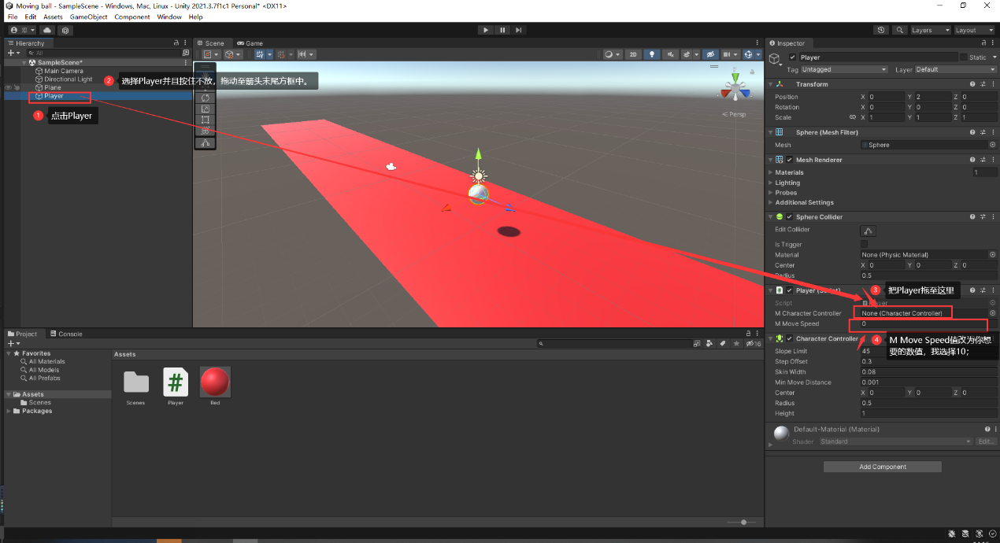 Moving ball - SampleScene - Windows, Mac, Linux - Unity 2021.3.7f1c1 Personal* <DX11>
File Edit Assets GameObject Component Window Help
Layers Layout
Hierarchy
All
SampleScene*
Main Camera
Directional Light
Plane
Player
1 点击Player
2 选择Player并且按住不放，拖动至箭头末尾方框中。
Scene Game
2D
Persp
Inspector
Player Static
Tag Untagged Layer Default
Transform
Position X 0 Y 2 Z 0
Rotation X 0 Y 0 Z 0
Scale X 1 Y 1 Z 1
Sphere (Mesh Filter)
Mesh Sphere
Mesh Renderer
Materials 1
Lighting
Probes
Additional Settings
Sphere Collider
Edit Collider
Is Trigger
Material None (Physic Material)
Center X 0 Y 0 Z 0
Radius 0.5
Player (Script)
3 把Player拖至这里
Script
M Character Controller None (Character Controller)
M Move Speed 0
Character Controller
4 M Move Speed值改为你想
要的数值，我选择10；
Slope Limit 45
Step Offset 0.3
Skin Width 0.08
Min Move Distance 0.001
Center X 0 Y 0 Z 0
Radius 0.5
Height 1
Default-Material (Material)
Shader Standard Edit...
Add Component
Project Console
16
Favorites
All Materials
All Models
All Prefabs
Assets
Scenes
Packages
Assets
Scenes Player Red